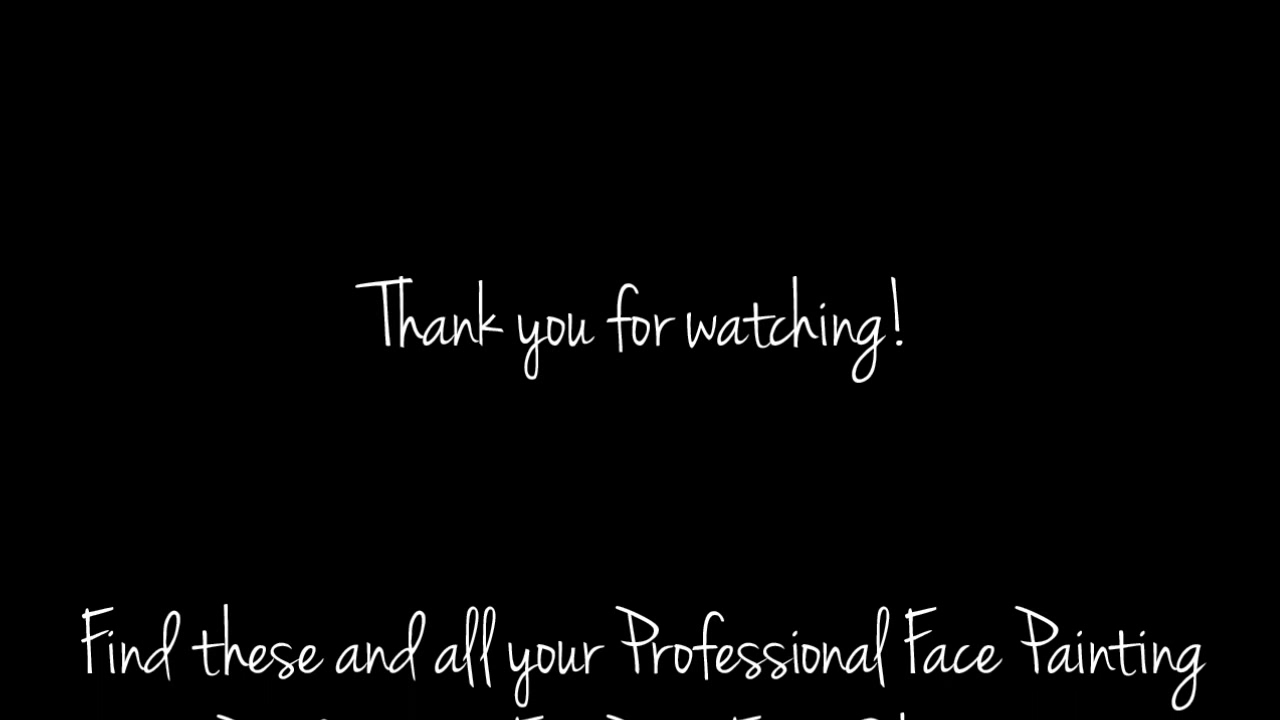 Thank you for watching!
Find these and all your Professional Face Painting